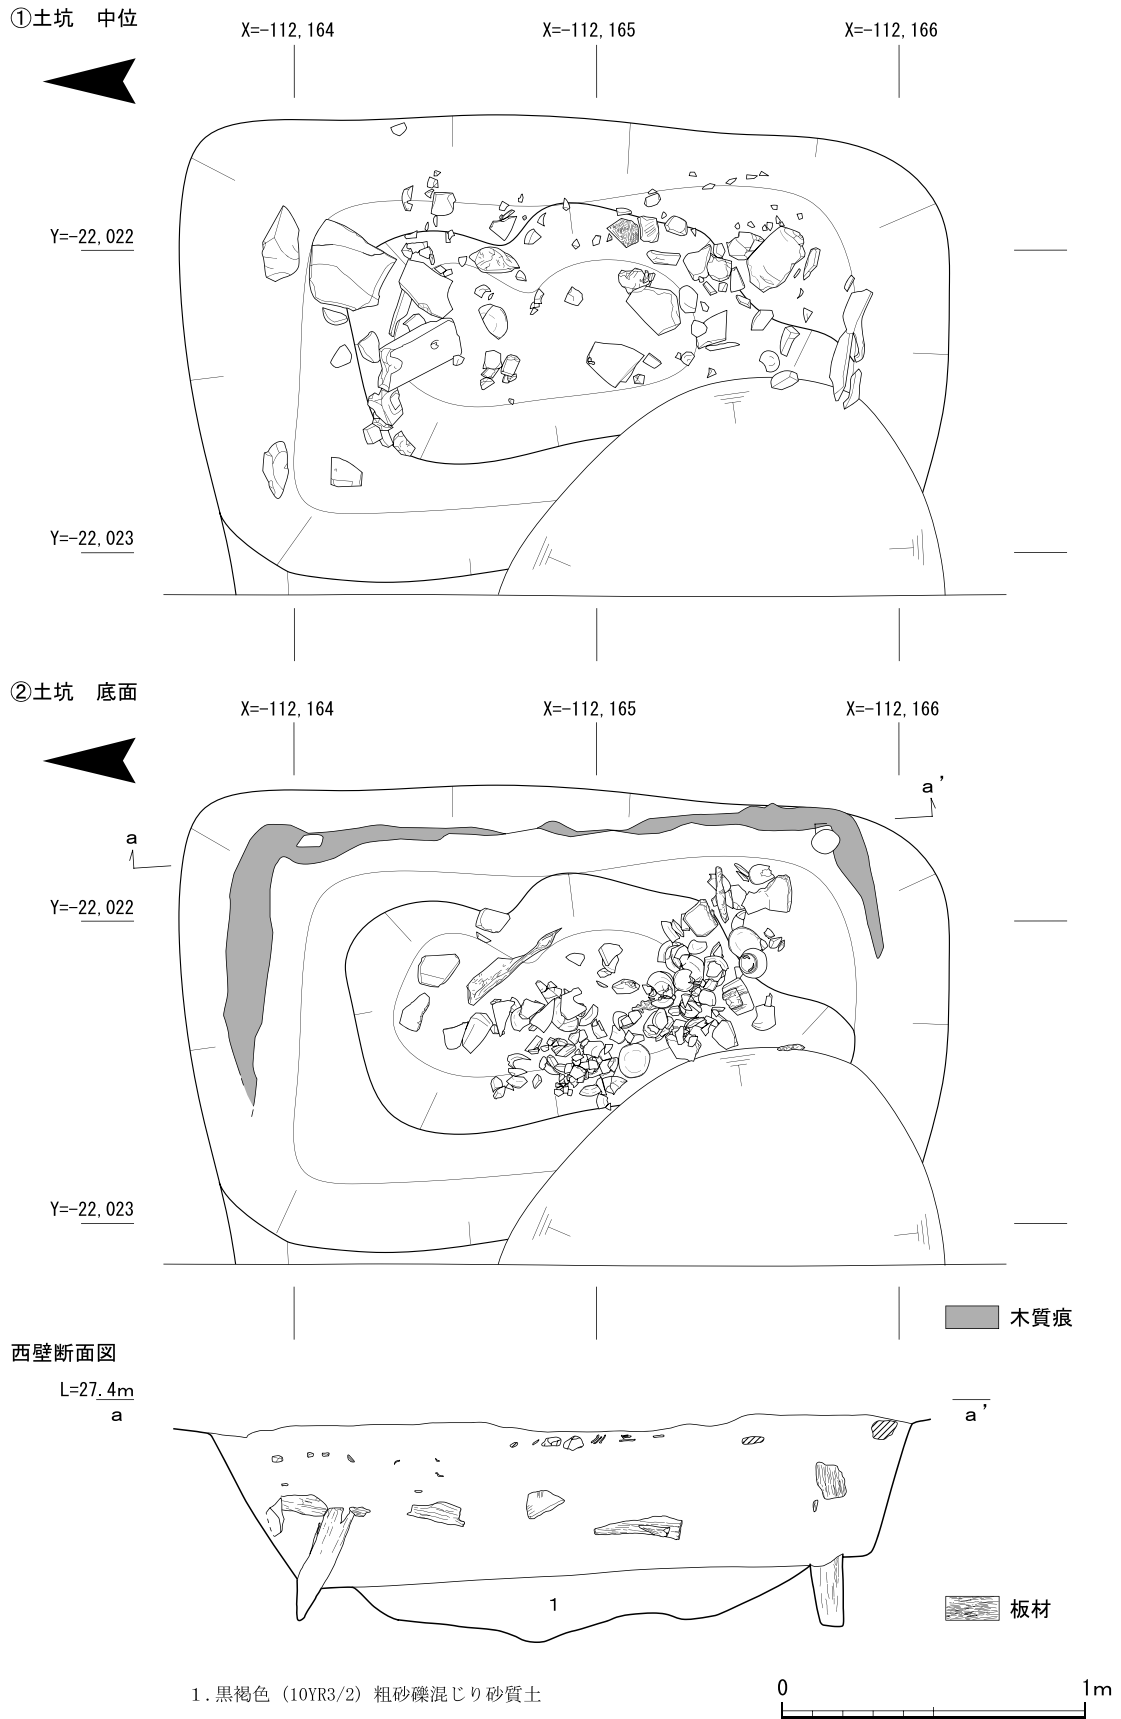 ①土坑　中位
X=-112,164
X=-112,165
X=-112,166
Y=-22,022
Y=-22,023
②土坑　底面
X=-112,164
X=-112,165
X=-112,166
a
a'
Y=-22,022
Y=-22,023
木質痕
西壁断面図
L=27.4m
a
a'
1
板材
1.黒褐色（10YR3/2）粗砂礫混じり砂質土
0
1m